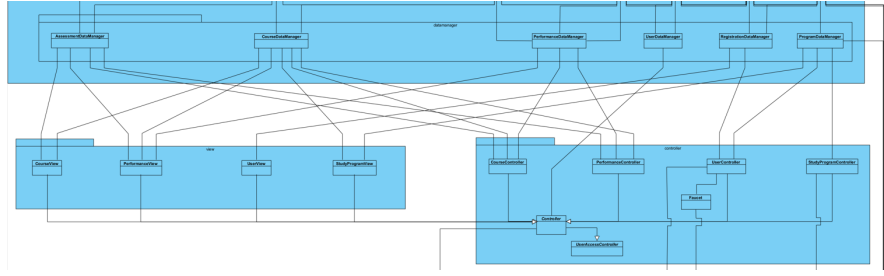 datamanager
AssessmentDataManager
CourseDataManager
PerformanceDataManager
UserDataManager
RegistrationDataManager
ProgramDataManager
view
controller
CourseView
PerformanceView
UserView
StudyProgramView
CourseController
PerformanceController
UserController
StudyProgramController
Controller
UserAccessController